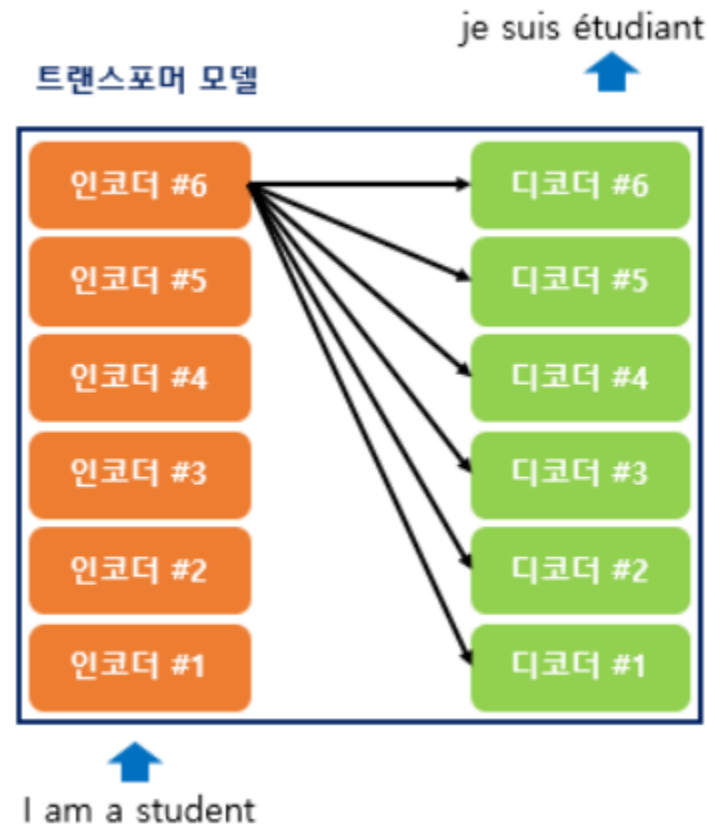 je suis étudiant
트랜스포머 모델
인코더 #6
디코더 #6
인코더 #5
디코더 #5
인코더 #4
디코더 #4
인코더 #3
디코더 #3
인코더 #2
디코더 #2
인코더 #1
디코더 #1
I am a student